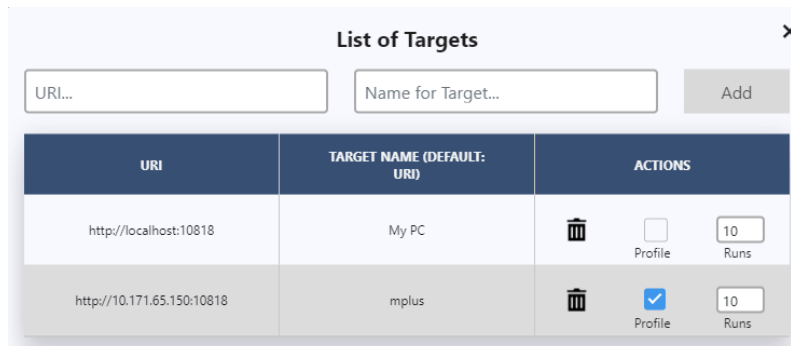 List of Targets
URI...
Name for Target...
Add
URI
TARGET NAME (DEFAULT:
URI)
ACTIONS
http://localhost:10818
My PC
10
Profile
Runs
http://10.171.65.150:10818
mplus
10
Profile
Runs